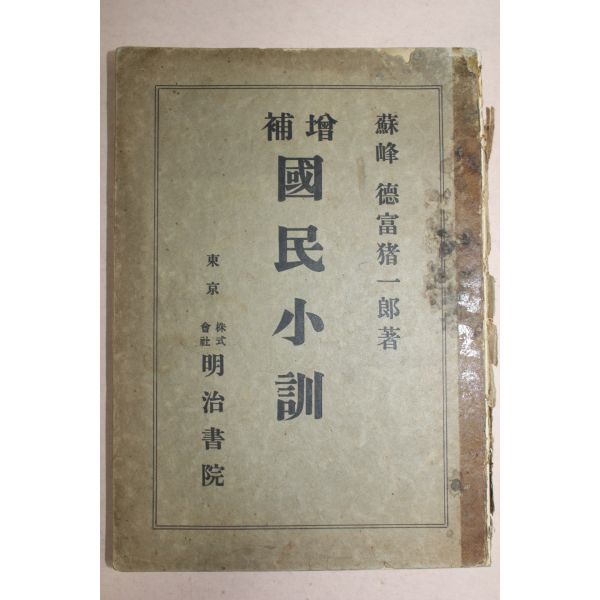 蘇峰 德富猪一郎著
增補
國民小訓
東京
株式會社 明治書院